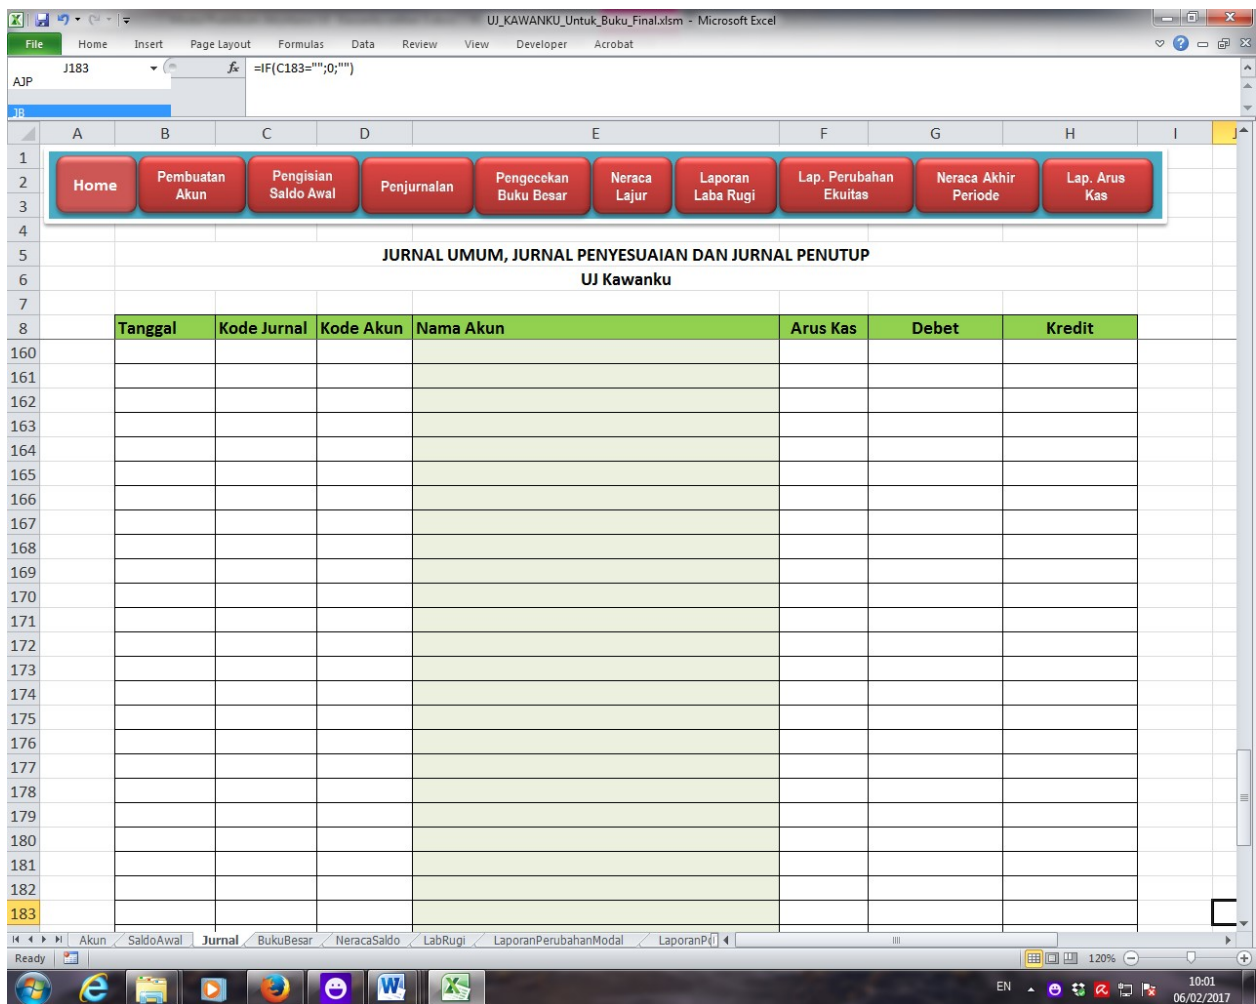 UJ_KAWANKU_Untuk_Buku_Final.xlsm - Microsoft Excel
File Home Insert Page Layout Formulas Data Review View Developer Acrobat
J183 fx =IF(C183="";0;"")
AJP
JB
A B C D E F G H I J
1
2
3
4
5
6
7
8
Home
Pembuatan
Akun
Pengisian
Saldo Awal
Penjurnalan
Pengecekan
Buku Besar
Neraca
Lajur
Laporan
Laba Rugi
Lap. Perubahan
Ekuitas
Neraca Akhir
Periode
Lap. Arus
Kas
JURNAL UMUM, JURNAL PENYESUAIAN DAN JURNAL PENUTUP
UJ Kawanku
Tanggal Kode Jurnal Kode Akun Nama Akun Arus Kas Debet Kredit
160
161
162
163
164
165
166
167
168
169
170
171
172
173
174
175
176
177
178
179
180
181
182
183
Akun SaldoAwal Jurnal BukuBesar NeracaSaldo LabRugi LaporanPerubahanModal
Ready 120%
EN 10:01
06/02/2017